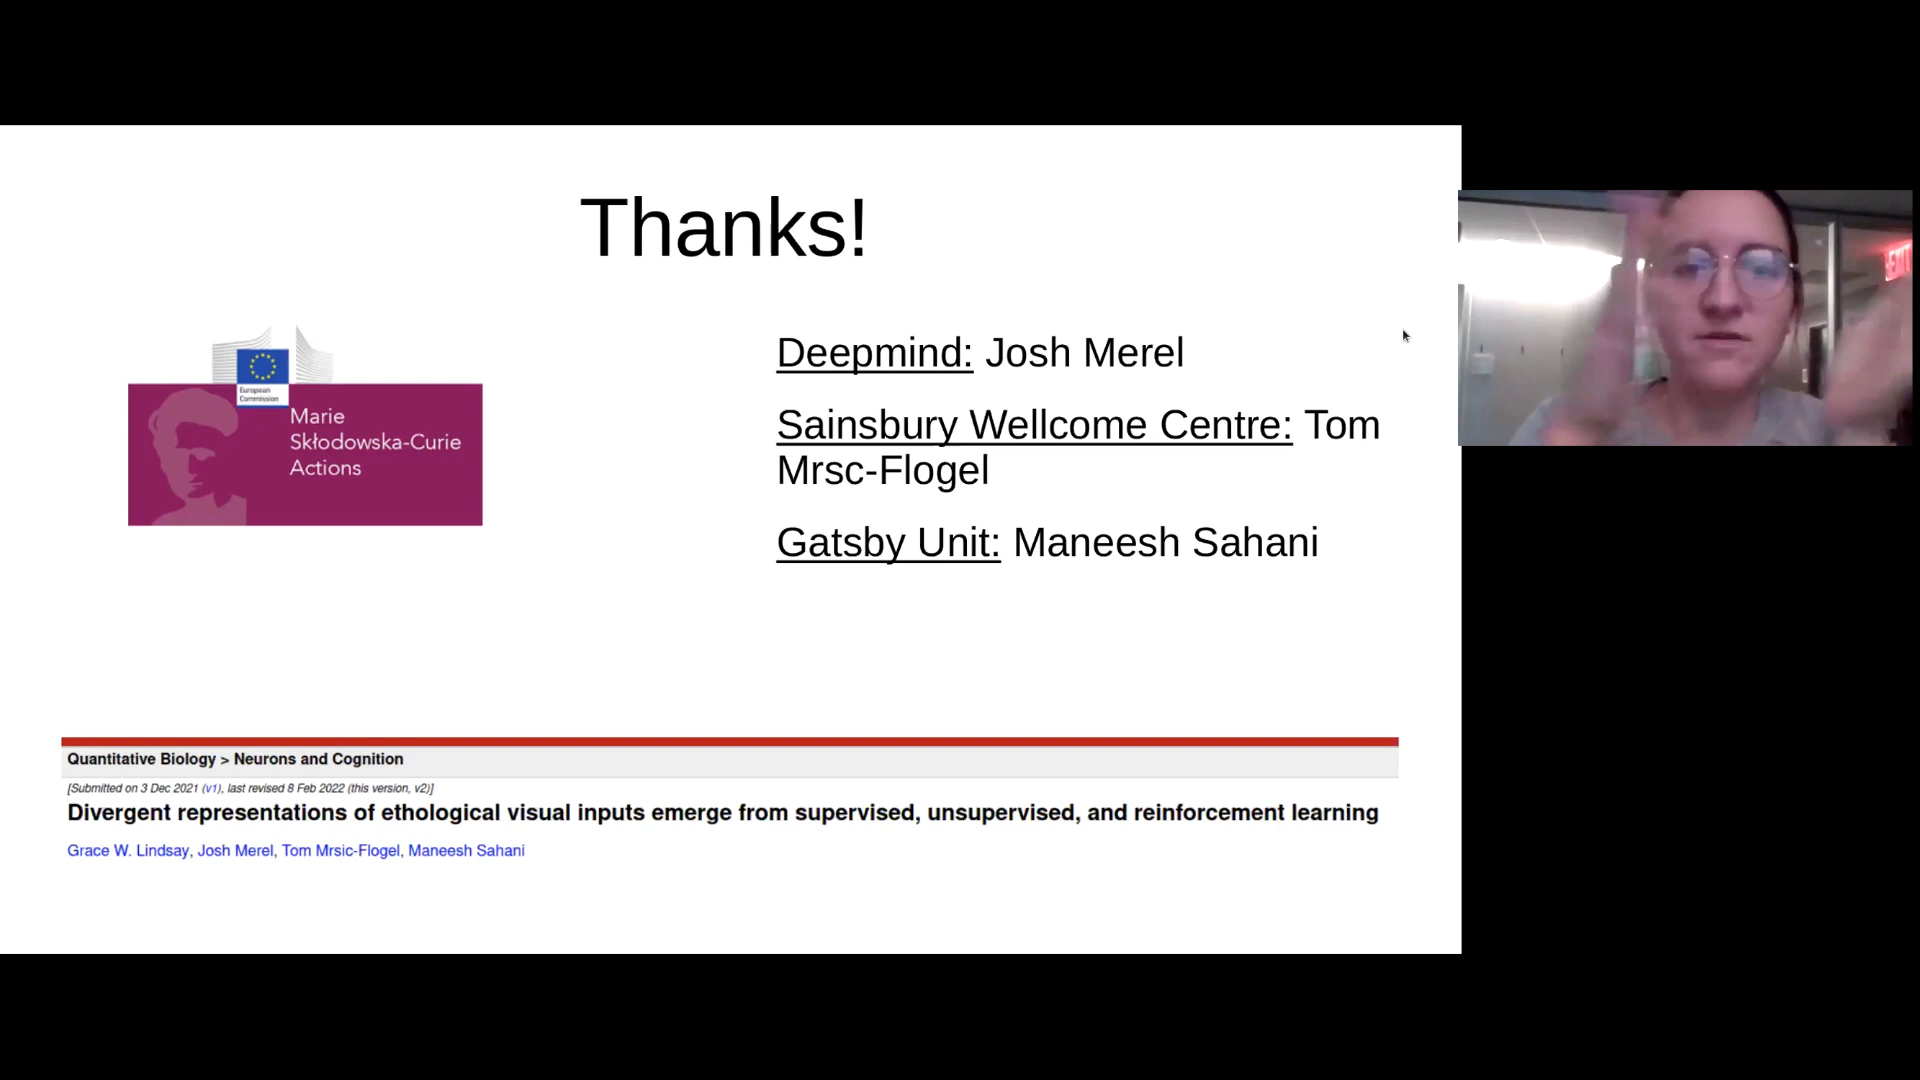 Thanks!
European
Commission
Marie
Skłodowska-Curie
Actions
Deepmind: Josh Merel
Sainsbury Wellcome Centre: Tom
Mrsc-Flogel
Gatsby Unit: Maneesh Sahani
EXIT
Quantitative Biology > Neurons and Cognition
[Submitted on 3 Dec 2021 (v1), last revised 8 Feb 2022 (this version, v2)]
Divergent representations of ethological visual inputs emerge from supervised, unsupervised, and reinforcement learning
Grace W. Lindsay, Josh Merel, Tom Mrsic-Flogel, Maneesh Sahani